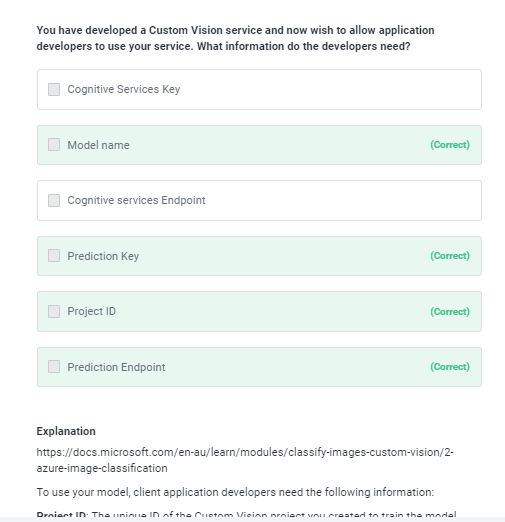 You have developed a Custom Vision service and now wish to allow application
developers to use your service. What information do the developers need?
Cognitive Services Key
Model name (Correct)
Cognitive services Endpoint
Prediction Key (Correct)
Project ID (Correct)
Prediction Endpoint (Correct)
Explanation
https://docs.microsoft.com/en-au/learn/modules/classify-images-custom-vision/2-
azure-image-classification
To use your model, client application developers need the following information:
Project ID: The unique ID of the Custom Vision project you created to train the model